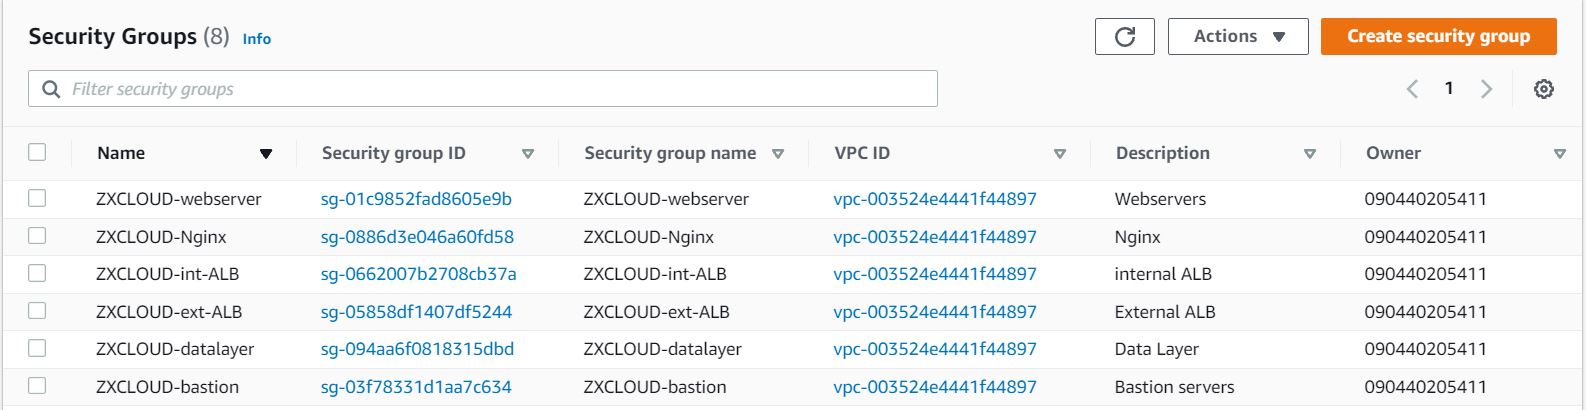 Security Groups (8) Info
Actions Create security group
Filter security groups
1
Name Security group ID Security group name VPC ID Description Owner
ZXCLOUD-webserver sg-01c9852fad8605e9b ZXCLOUD-webserver vpc-003524e4441f44897 Webservers 090440205411
ZXCLOUD-Nginx sg-0886d3e046a60fd58 ZXCLOUD-Nginx vpc-003524e4441f44897 Nginx 090440205411
ZXCLOUD-int-ALB sg-0662007b2708cb37a ZXCLOUD-int-ALB vpc-003524e4441f44897 internal ALB 090440205411
ZXCLOUD-ext-ALB sg-05858df1407df5244 ZXCLOUD-ext-ALB vpc-003524e4441f44897 External ALB 090440205411
ZXCLOUD-datalayer sg-094aa6f0818315dbd ZXCLOUD-datalayer vpc-003524e4441f44897 Data Layer 090440205411
ZXCLOUD-bastion sg-03f78331d1aa7c634 ZXCLOUD-bastion vpc-003524e4441f44897 Bastion servers 090440205411